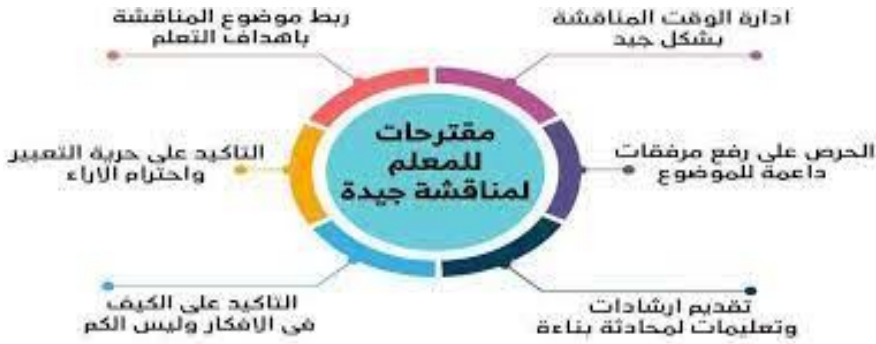 مقترحات
للمعلم
لمناقشة جيدة
ادارة الوقت المناقشة
بشكل جيد
الحرص على رفع مرفقات
داعمة للموضوع
تقديم ارشادات
وتعليمات لمحادثة بناءة
ربط موضوع المناقشة
باهداف التعلم
التاكيد على حرية التعبير
واحترام الاراء
التاكيد على الكيف
في الافكار وليس الكم